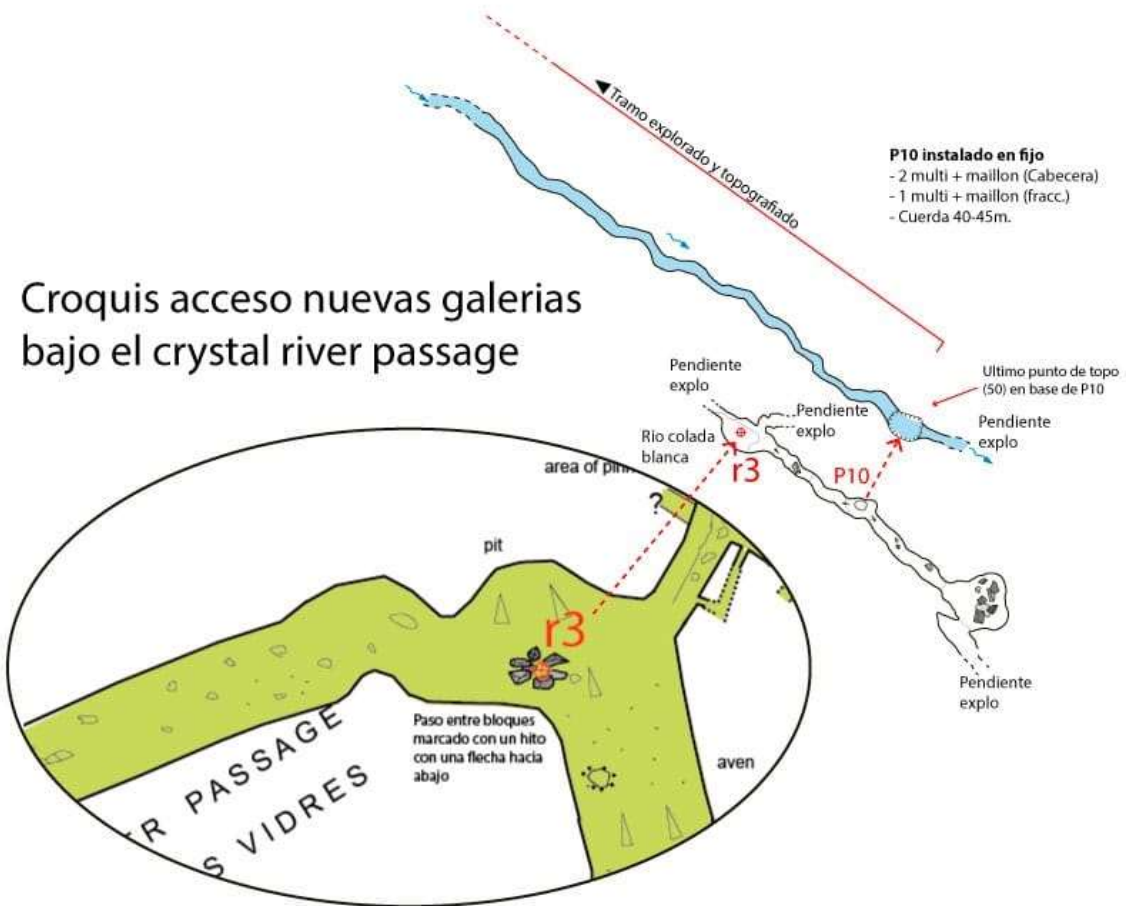 Tramo explorado y topografiado
P10 instalado en fijo
- 2 multi + maillon (Cabecera)
- 1 multi + maillon (fracc.)
- Cuerda 40-45m.
Croquis acceso nuevas galerias
bajo el crystal river passage
Pendiente
explo
Ultimo punto de topo
(50) en base de P10
Pendiente
explo
Pendiente
explo
Rio colada
blanca
r3
P10
area of
?
pit
r3
Paso entre bloques
marcado con un hito
con una flecha hacia
abajo
aven
Pendiente
explo
ER PASSAGE
S VIDRES